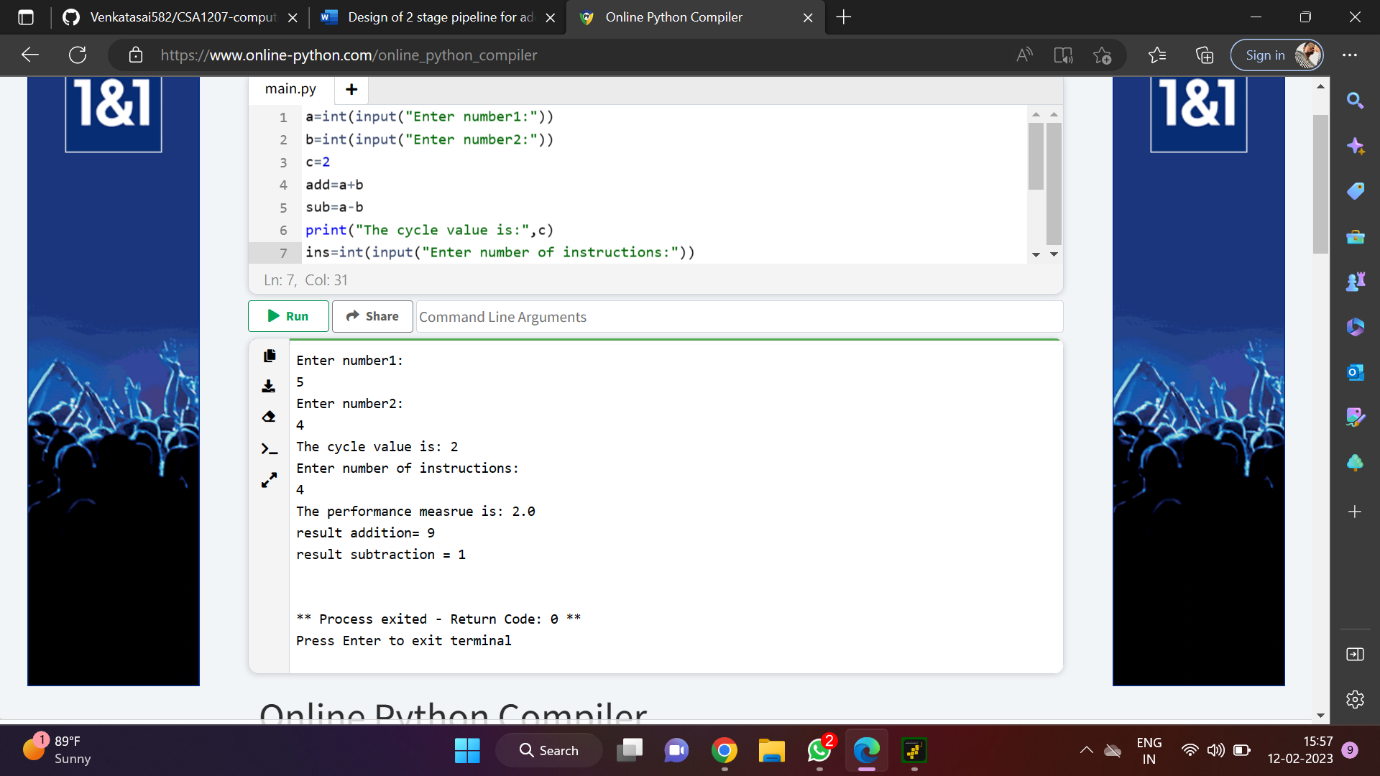 Venkatasai582/CSA1207-comput
Design of 2 stage pipeline for ad
Online Python Compiler
https://www.online-python.com/online_python_compiler
Sign in
1&1
1&1
main.py
1 a=int(input("Enter number1:"))
2 b=int(input("Enter number2:"))
3 c=2
4 add=a+b
5 sub=a-b
6 print("The cycle value is:",c)
7 ins=int(input("Enter number of instructions:"))
Ln: 7, Col: 31
Run
Share
Command Line Arguments
Enter number1:
5
Enter number2:
4
The cycle value is: 2
Enter number of instructions:
4
The performance measrue is: 2.0
result addition= 9
result subtraction = 1
** Process exited - Return Code: 0 **
Press Enter to exit terminal
Online Python Compiler
1
89°F
Sunny
Search
2
ENG
IN
15:57
12-02-2023
9